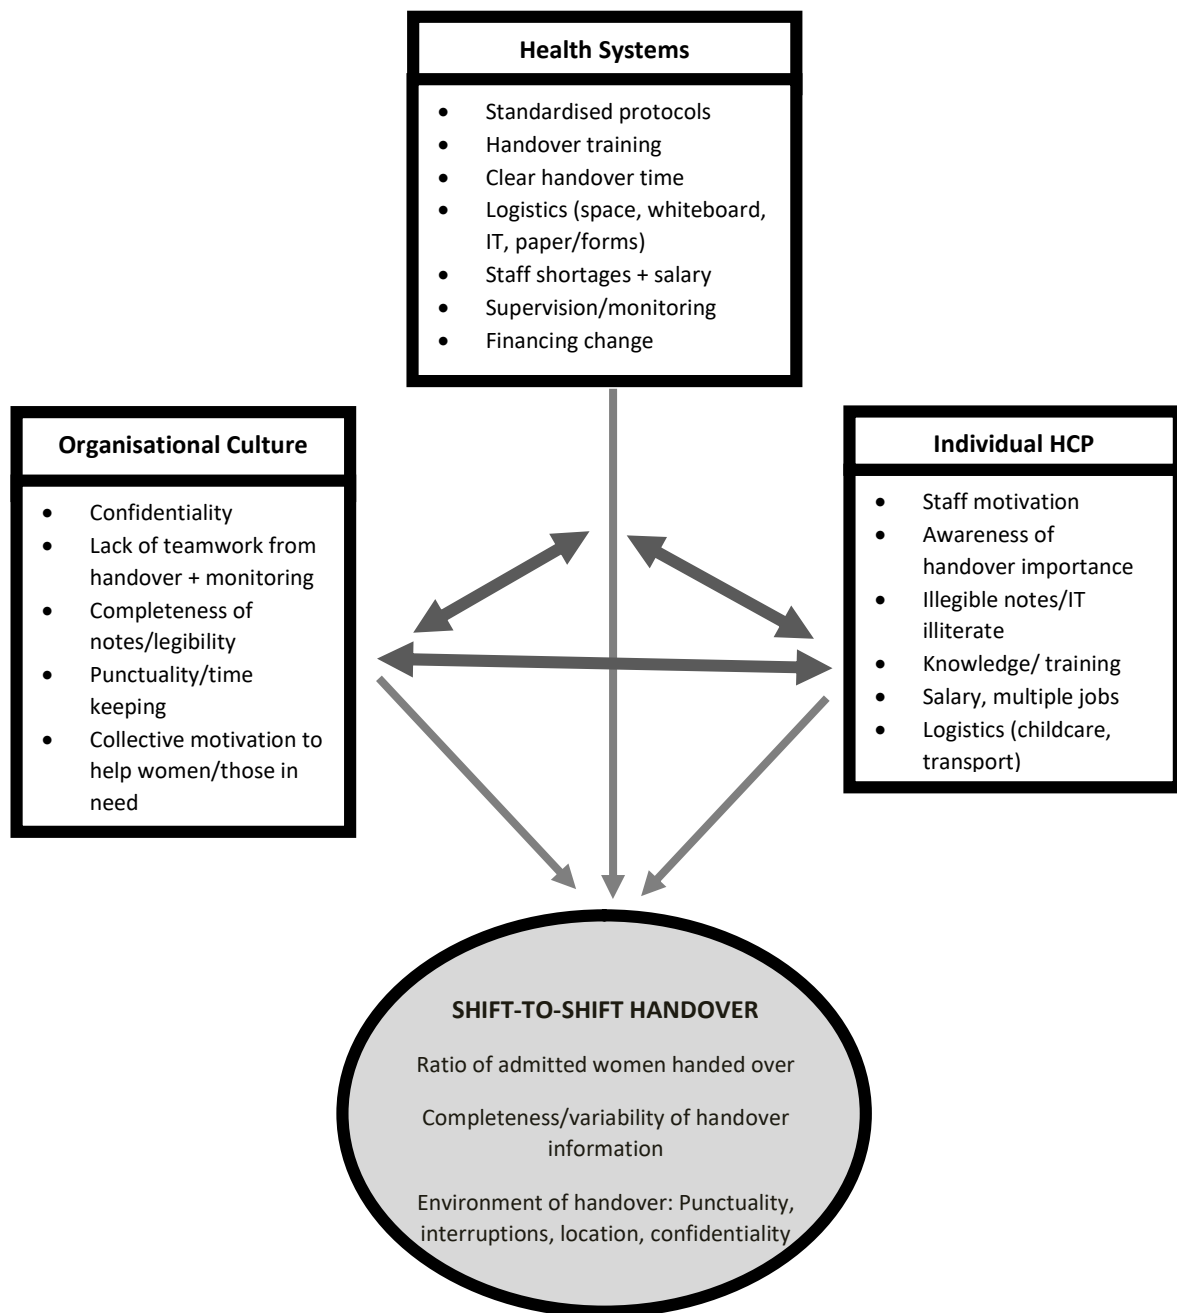 Health Systems
• Standardised protocols
• Handover training
• Clear handover time
• Logistics (space, whiteboard,
IT, paper/forms)
• Staff shortages + salary
• Supervision/monitoring
• Financing change
Organisational Culture
• Confidentiality
• Lack of teamwork from
handover + monitoring
• Completeness of
notes/legibility
• Punctuality/time
keeping
• Collective motivation to
help women/those in
need
Individual HCP
• Staff motivation
• Awareness of
handover importance
• Illegible notes/IT
illiterate
• Knowledge/ training
• Salary, multiple jobs
• Logistics (childcare,
transport)
SHIFT-TO-SHIFT HANDOVER
Ratio of admitted women handed over
Completeness/variability of handover
information
Environment of handover: Punctuality,
interruptions, location, confidentiality